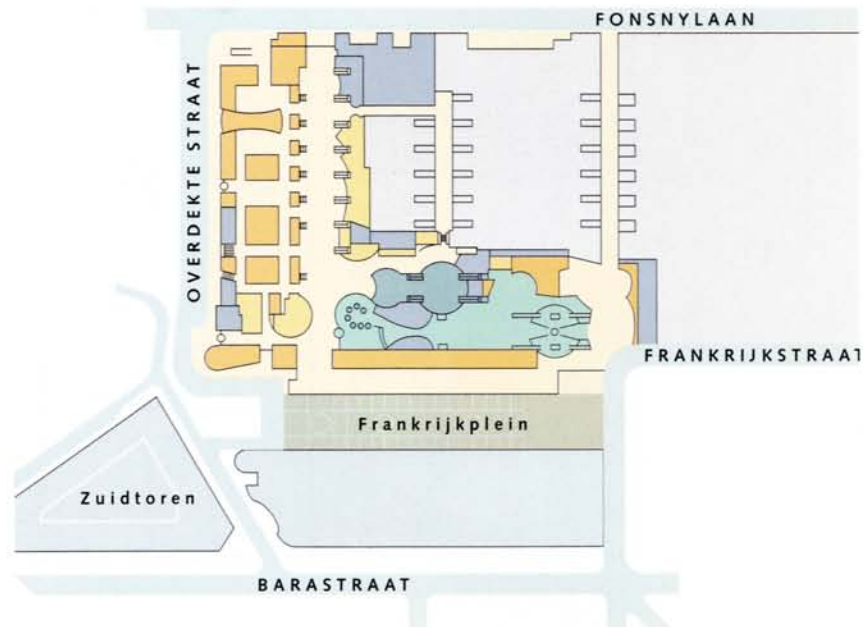 FONSNYLAAN
OVERDEKTE STRAAT
FRANKRIJKSTRAAT
Frankrijkplein
Zuidtoren
BARASTRAAT